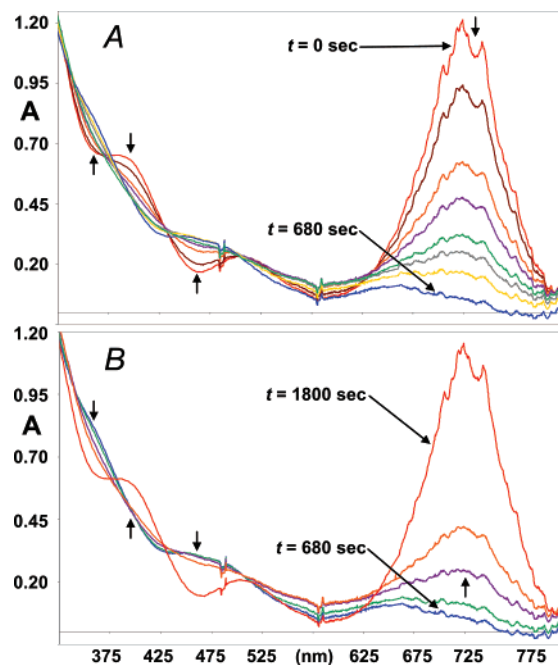 1.20
A
t = 0 sec
0.95
A
0.70
0.45
t = 680 sec
0.20
1.20
B
0.95
t = 1800 sec
A
0.70
0.45
t = 680 sec
0.20
375 425 475 (nm) 575 625 675 725 775